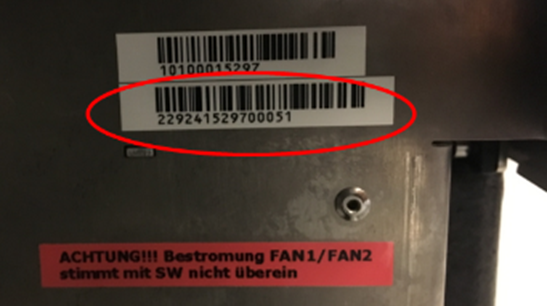 10100015297
229241529700051
ACHTUNG!!! Bestromung FAN1/FAN2
stimmt mit SW nicht überein